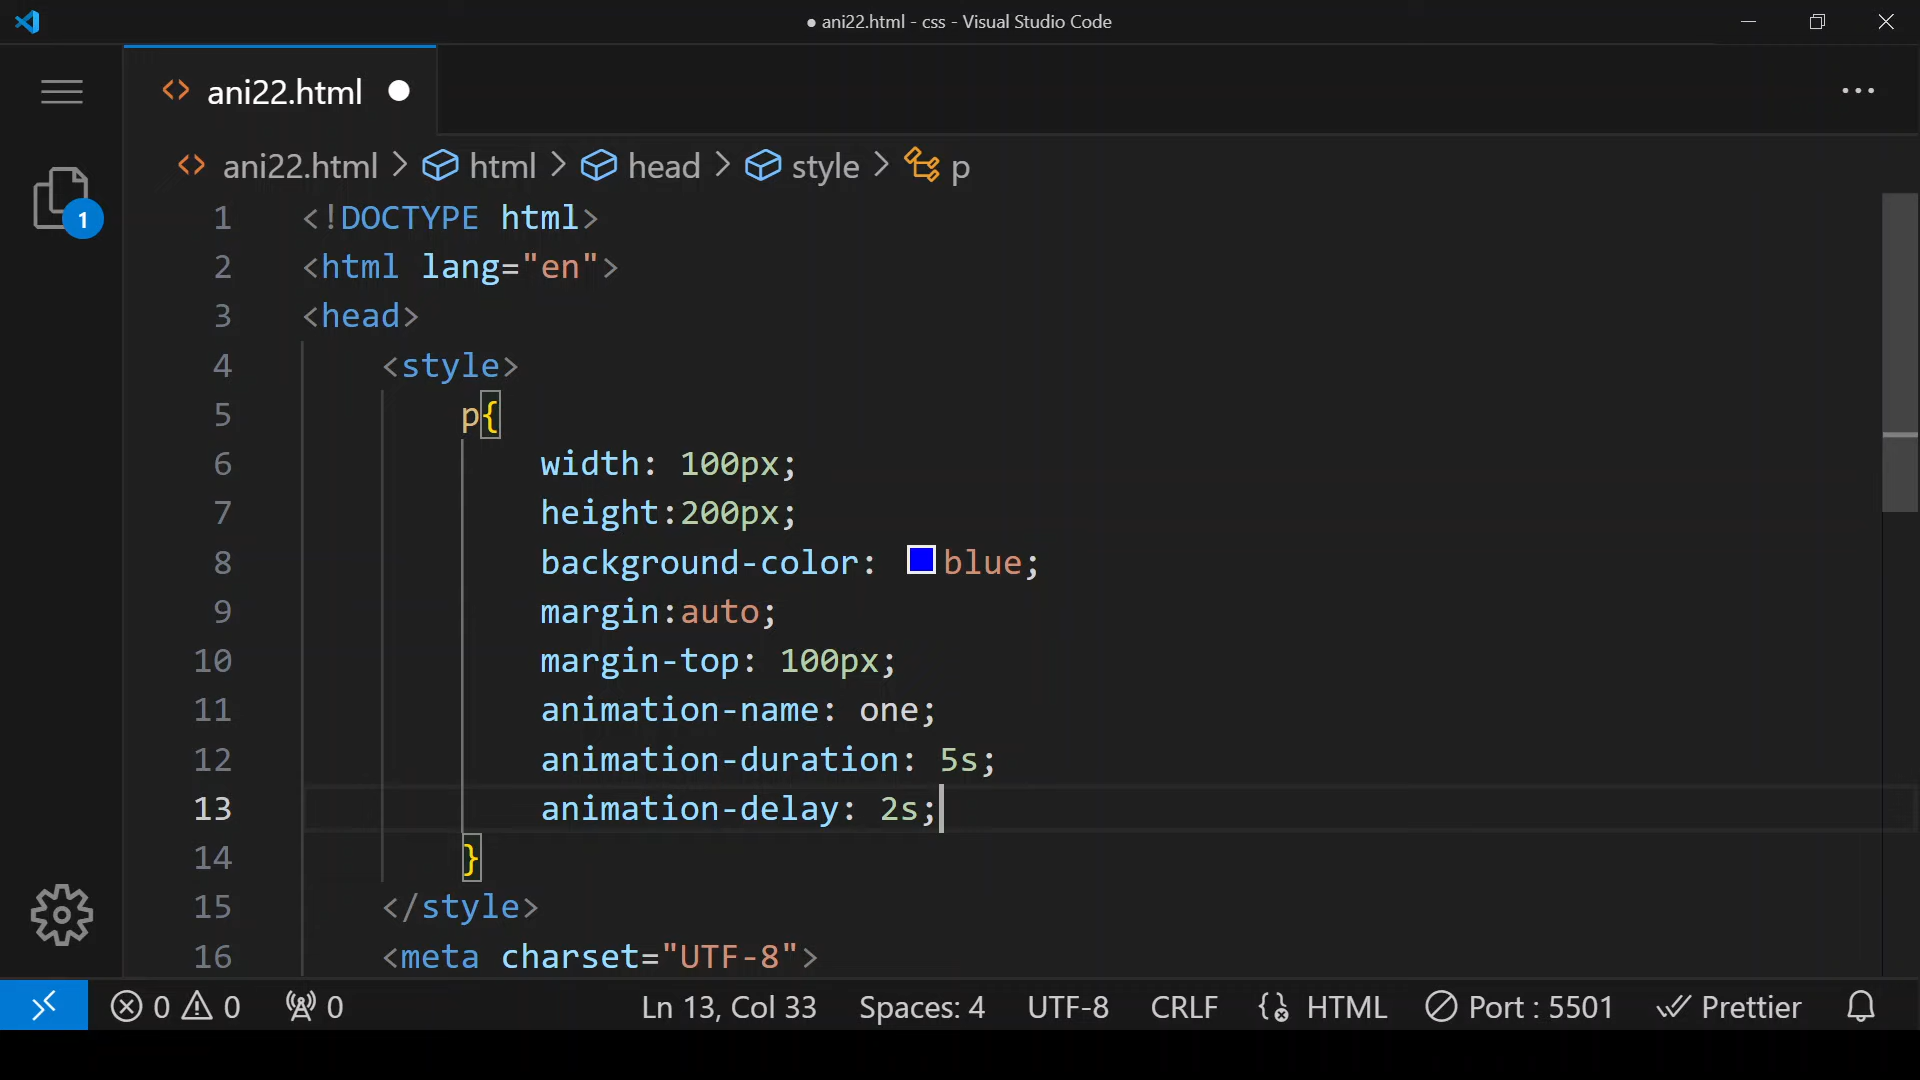 ● ani22.html - css - Visual Studio Code
ani22.html ●
ani22.html > html > head > style > p
1
1 <!DOCTYPE html>
2 <html lang="en">
3 <head>
4 <style>
5 p{
6 width: 100px;
7 height:200px;
8 background-color: blue;
9 margin:auto;
10 margin-top: 100px;
11 animation-name: one;
12 animation-duration: 5s;
13 animation-delay: 2s;
14 }
15 </style>
16 <meta charset="UTF-8">
0 0 0 Ln 13, Col 33 Spaces: 4 UTF-8 CRLF HTML Port : 5501 Prettier